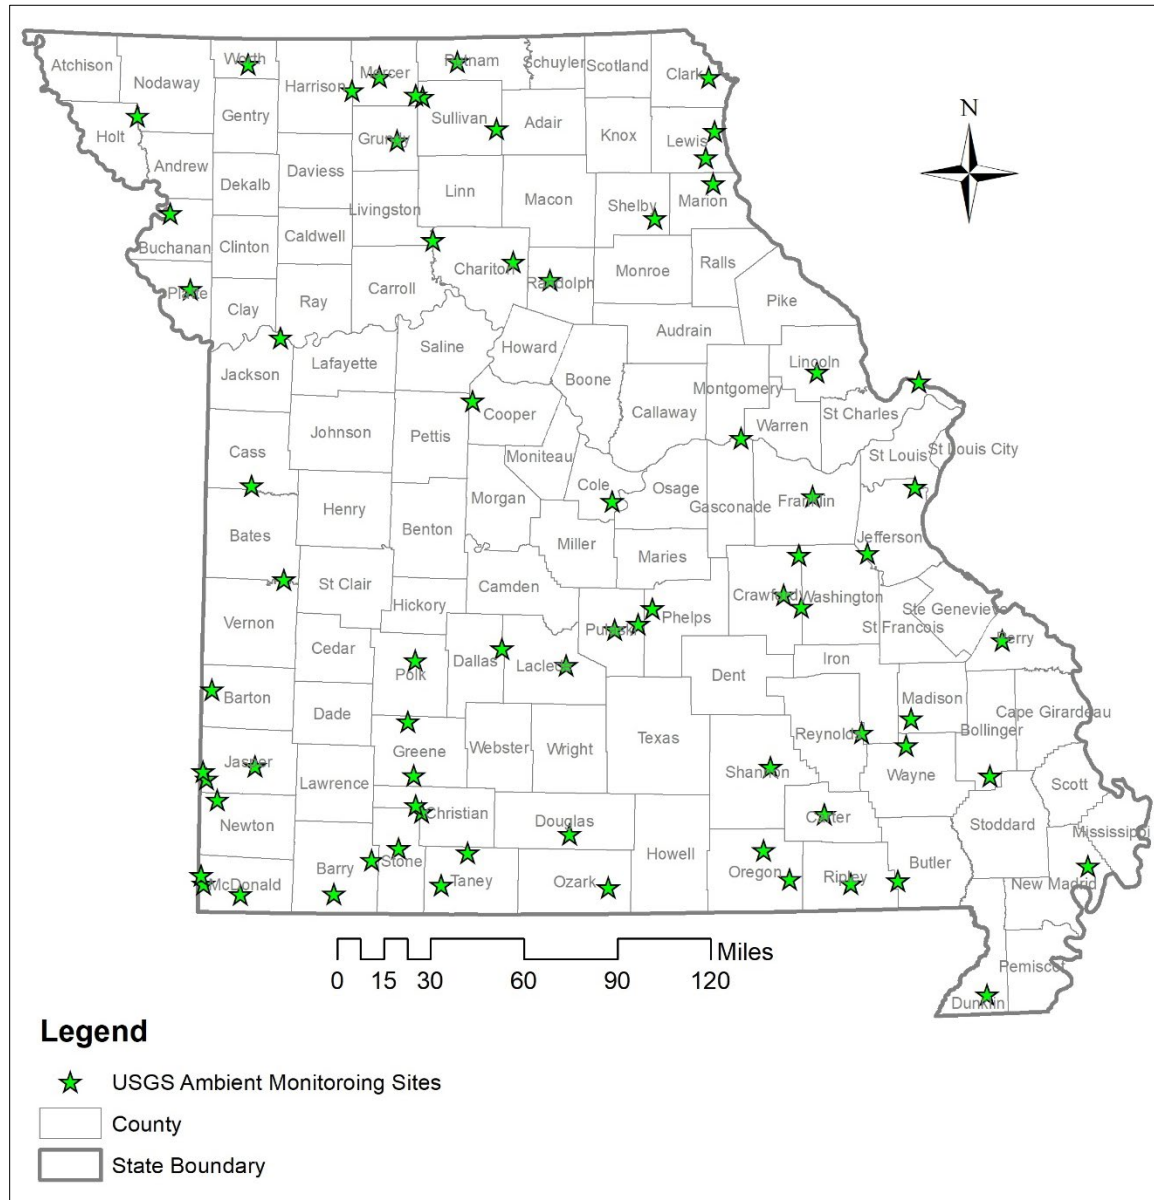 N
Atchison
Nodaway
Worth
Harrison
Mercer
Putnam
Schuyler
Scotland
Clark
Holt
Gentry
Sullivan
Adair
Knox
Lewis
Grundy
Andrew
Dekalb
Daviess
Linn
Macon
Shelby
Marion
Livingston
Buchanan
Clinton
Caldwell
Chariton
Randolph
Monroe
Ralls
Platte
Clay
Ray
Carroll
Pike
Audrain
Saline
Howard
Jackson
Lafayette
Boone
Lincoln
Montgomery
Callaway
Cooper
Warren
St Charles
Johnson
Pettis
Cass
Moniteau
St Louis
St Louis City
Cole
Osage
Morgan
Gasconade
Franklin
Henry
Benton
Bates
Miller
Maries
Jefferson
St Clair
Camden
Crawford
Washington
Hickory
Ste Genevieve
Vernon
Pulaski
Phelps
St Francois
Perry
Cedar
Dallas
Laclede
Iron
Polk
Dent
Barton
Madison
Dade
Cape Girardeau
Bollinger
Texas
Reynolds
Greene
Webster
Wright
Jasper
Shannon
Wayne
Lawrence
Scott
Christian
Carter
Douglas
Stoddard
Newton
Mississippi
Howell
Stone
Barry
Butler
Oregon
Ripley
McDonald
Taney
Ozark
New Madrid
Pemiscot
Dunklin
Miles
0 15 30 60 90 120
Legend
USGS Ambient Monitoroing Sites
County
State Boundary